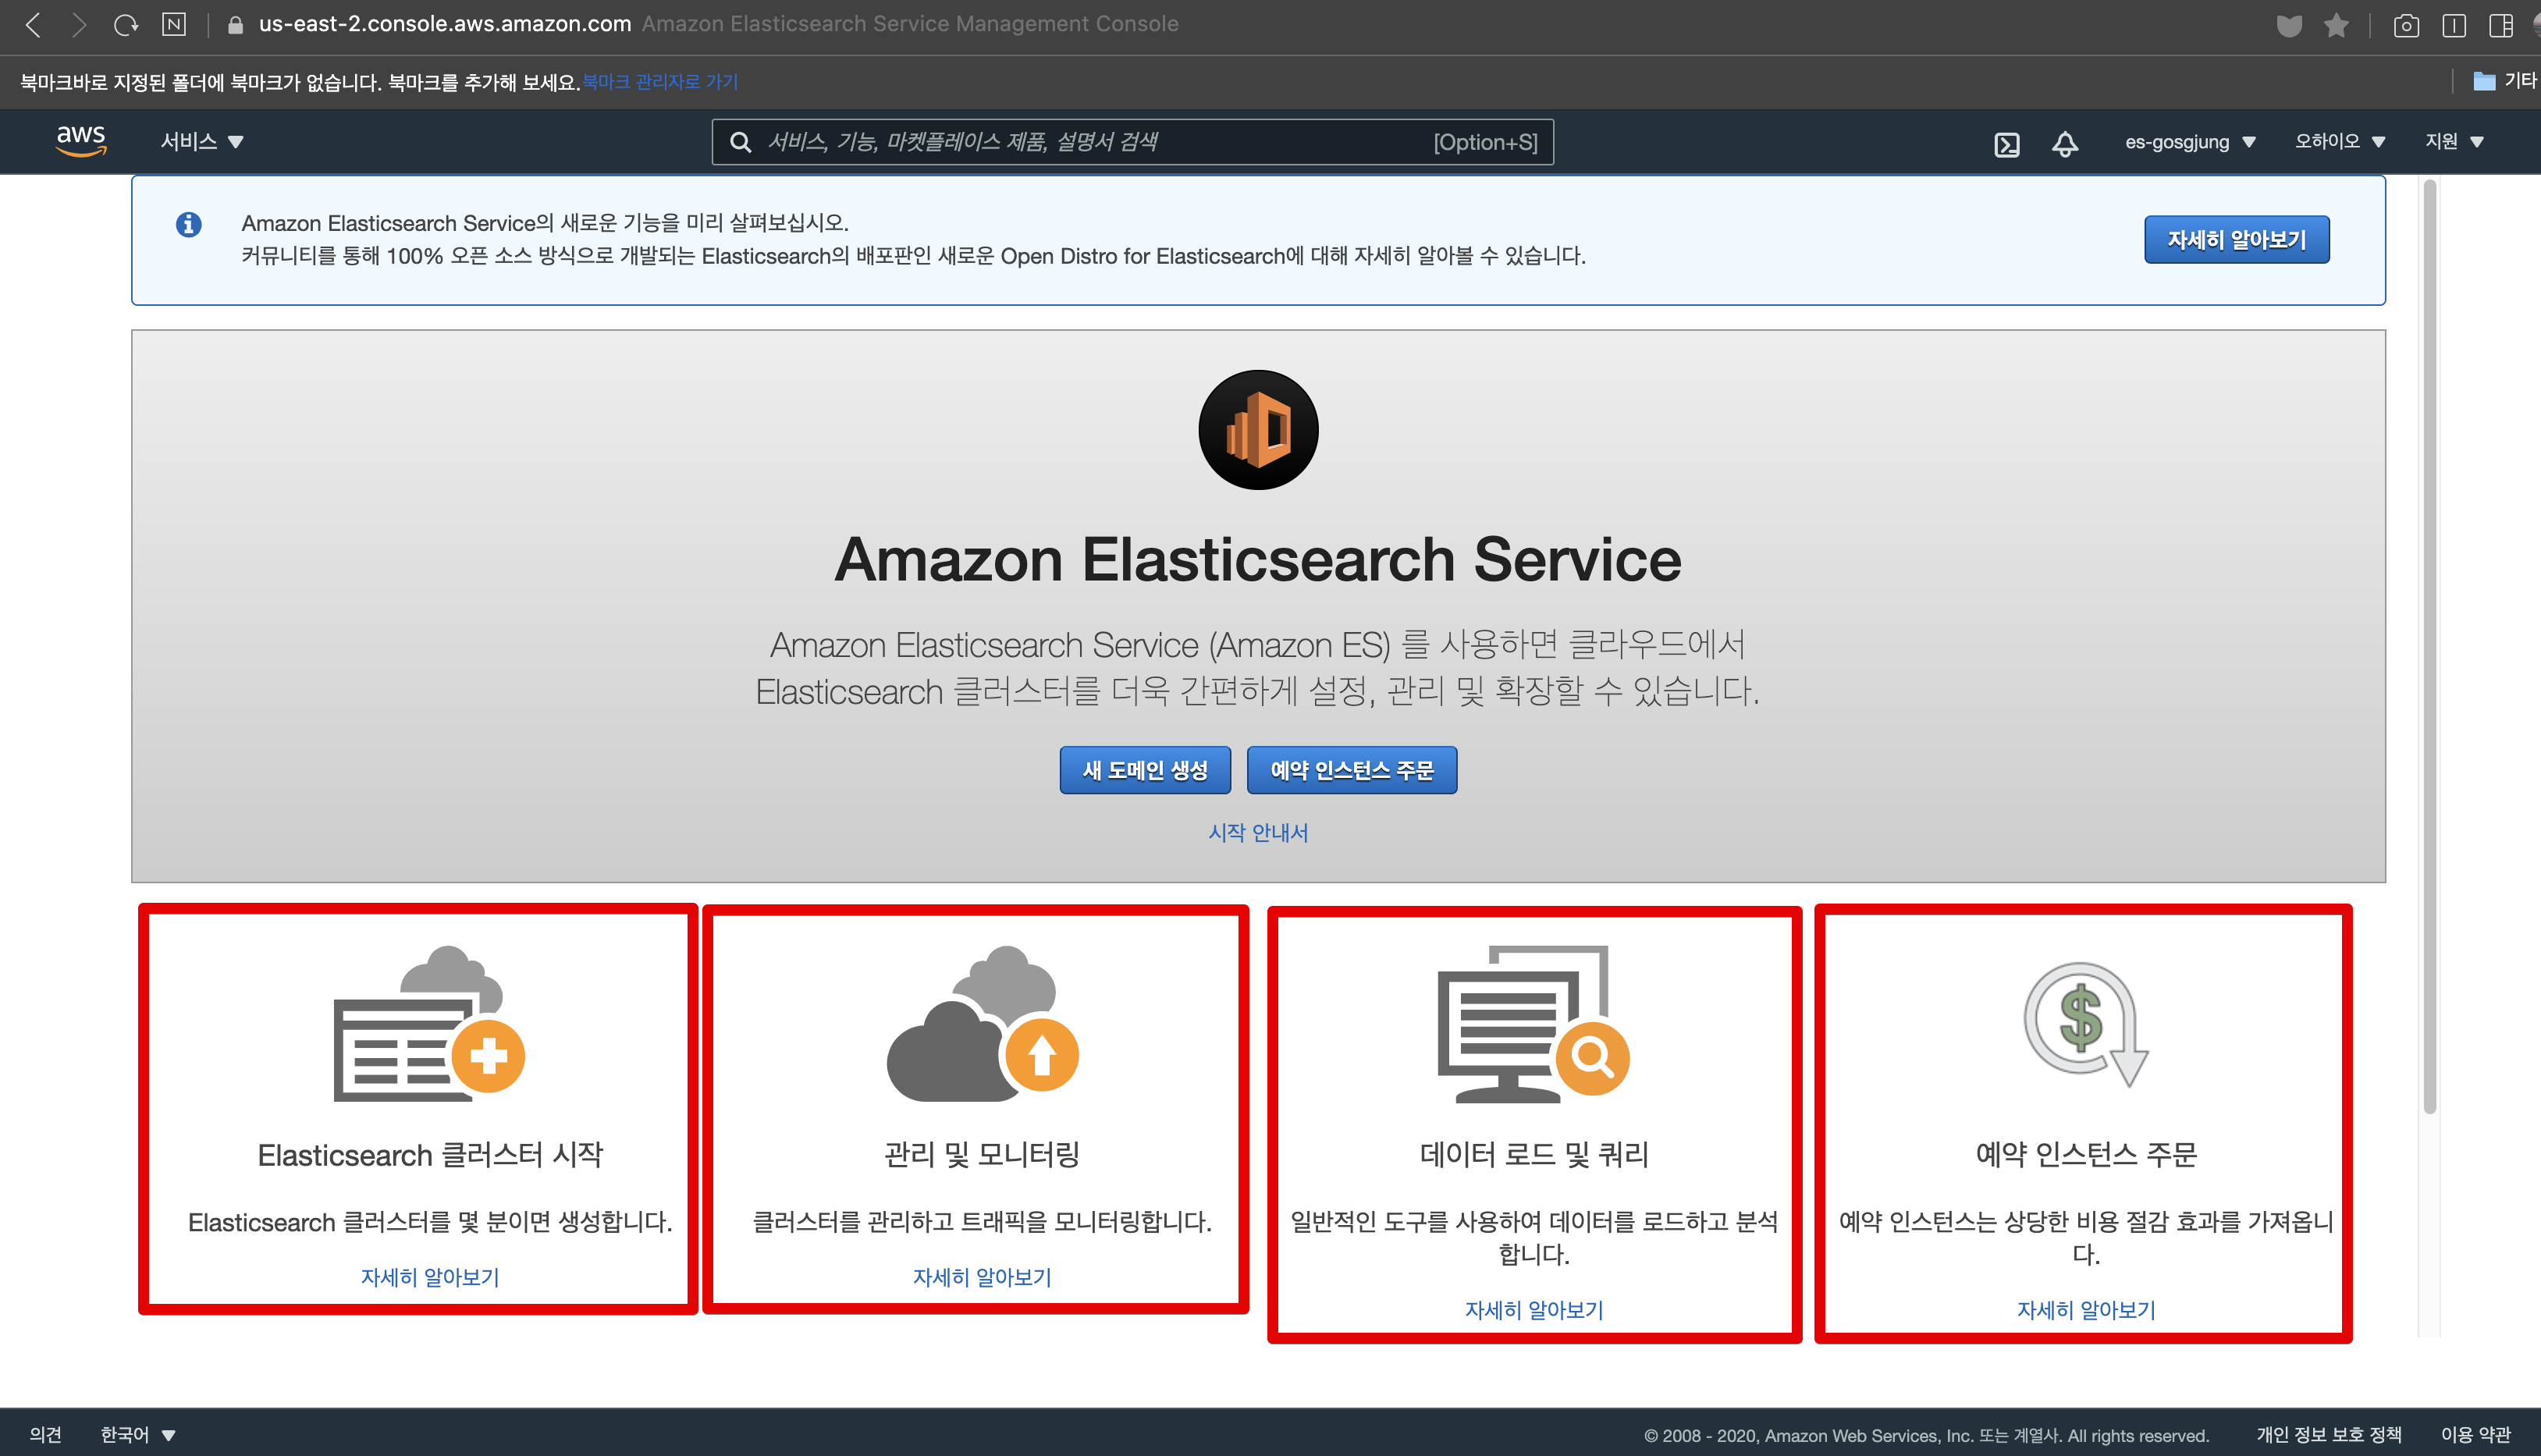 us-east-2.console.aws.amazon.com Amazon Elasticsearch Service Management Console
북마크바로 지정된 폴더에 북마크가 없습니다. 북마크를 추가해 보세요. 북마크 관리자로 가기
기타
aws 서비스 서비스, 기능, 마켓플레이스 제품, 설명서 검색 [Option+S] es-gosgjung 오하이오 지원
Amazon Elasticsearch Service의 새로운 기능을 미리 살펴보십시오.
커뮤니티를 통해 100% 오픈 소스 방식으로 개발되는 Elasticsearch의 배포판인 새로운 Open Distro for Elasticsearch에 대해 자세히 알아볼 수 있습니다.
자세히 알아보기
Amazon Elasticsearch Service
Amazon Elasticsearch Service (Amazon ES) 를 사용하면 클라우드에서
Elasticsearch 클러스터를 더욱 간편하게 설정, 관리 및 확장할 수 있습니다.
새 도메인 생성 예약 인스턴스 주문
시작 안내서
Elasticsearch 클러스터 시작
Elasticsearch 클러스터를 몇 분이면 생성합니다.
자세히 알아보기
관리 및 모니터링
클러스터를 관리하고 트래픽을 모니터링합니다.
자세히 알아보기
데이터 로드 및 쿼리
일반적인 도구를 사용하여 데이터를 로드하고 분석
합니다.
자세히 알아보기
예약 인스턴스 주문
예약 인스턴스는 상당한 비용 절감 효과를 가져옵니
다.
자세히 알아보기
의견 한국어 © 2008 - 2020, Amazon Web Services, Inc. 또는 계열사. All rights reserved. 개인 정보 보호 정책 이용 약관